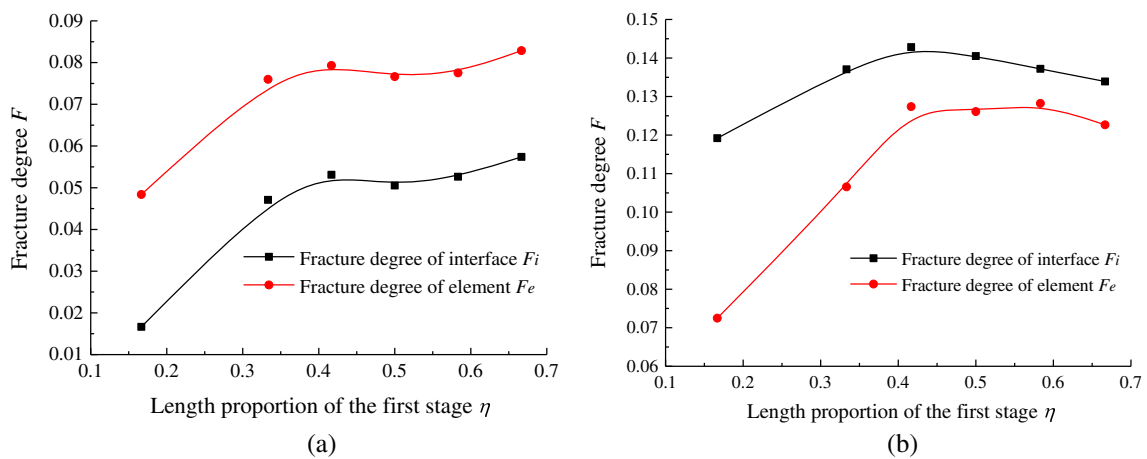 0.09
0.08
0.07
0.06
0.05
0.04
0.03
0.02
0.01
Fracture degree F
0.1 0.2 0.3 0.4 0.5 0.6 0.7
Length proportion of the first stage η
Fracture degree of interface Fi
Fracture degree of element Fe
(a)
0.15
0.14
0.13
0.12
0.11
0.10
0.09
0.08
0.07
0.06
Fracture degree F
0.1 0.2 0.3 0.4 0.5 0.6 0.7
Length proportion of the first stage η
Fracture degree of interface Fi
Fracture degree of element Fe
(b)